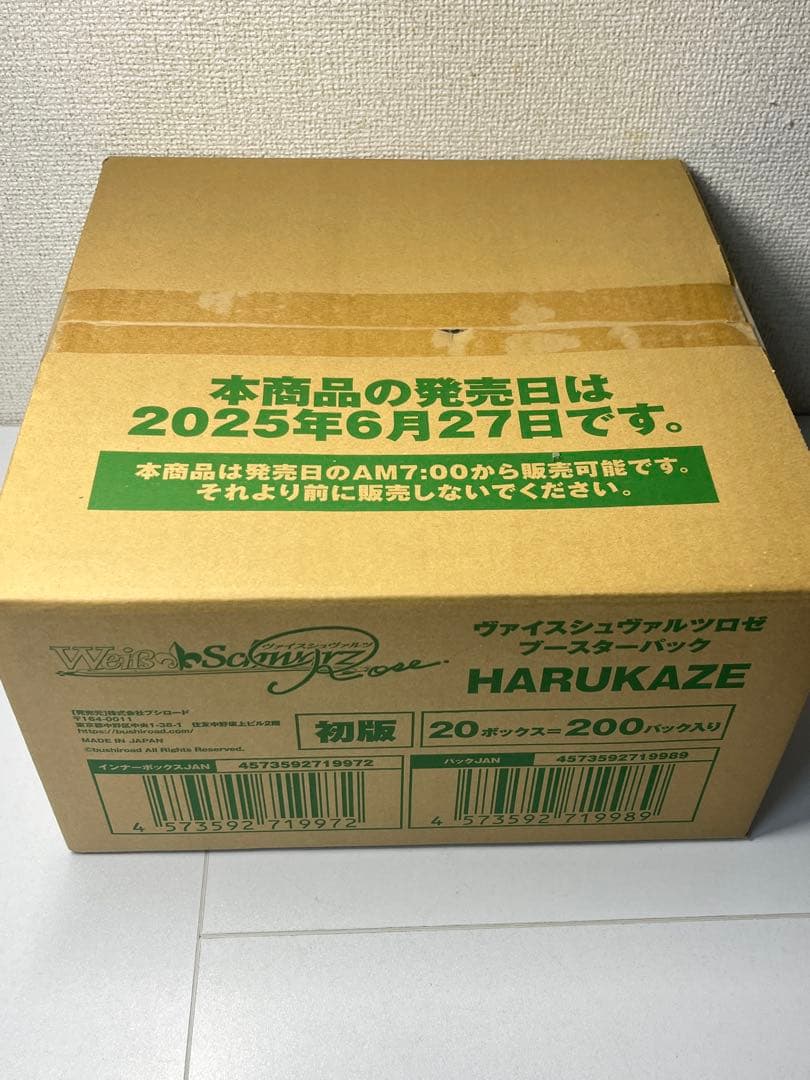 本商品の発売日は
2025年6月27日です。
本商品は発売日のAM7:00から販売可能です。
それより前に販売しないでください。
ヴァイスシュヴァルツ
Weiß Schwarz
Rose
ヴァイスシュヴァルツロゼ
ブースターパック
HARUKAZE
[発売元]株式会社ブシロード
〒164-0011
東京都中野区中央1-38-1 住友中野坂上ビル2階
https://bushiroad.com/
MADE IN JAPAN
©bushiroad All Rights Reserved.
初版
20ボックス=200パック入り
インナーボックスJAN 4573592719972
4 573592 719972
パックJAN 4573592719989
4 573592 719989